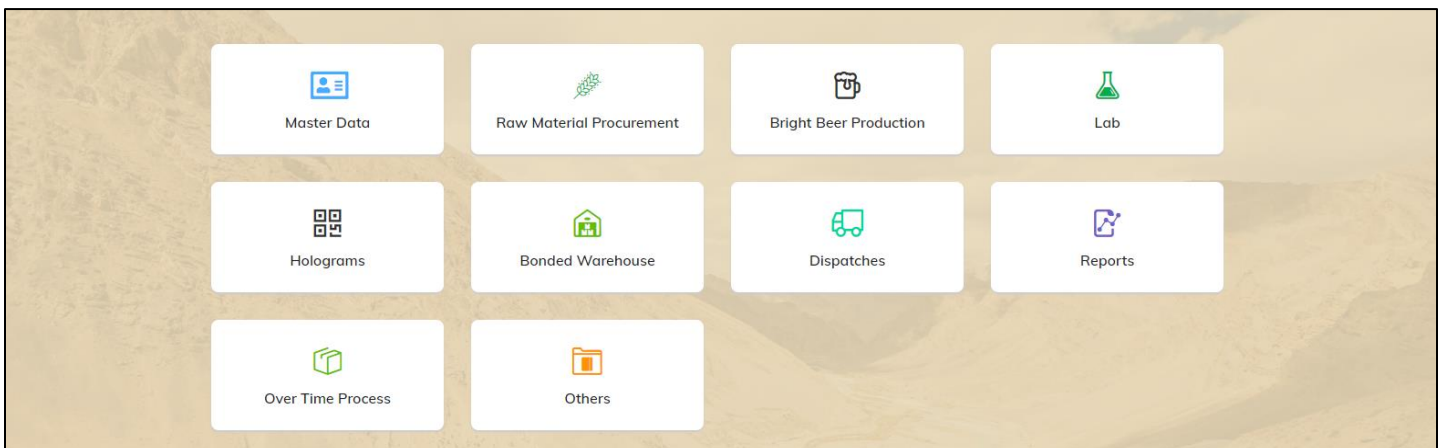 Master Data
Raw Material Procurement
Bright Beer Production
Lab
Holograms
Bonded Warehouse
Dispatches
Reports
Over Time Process
Others